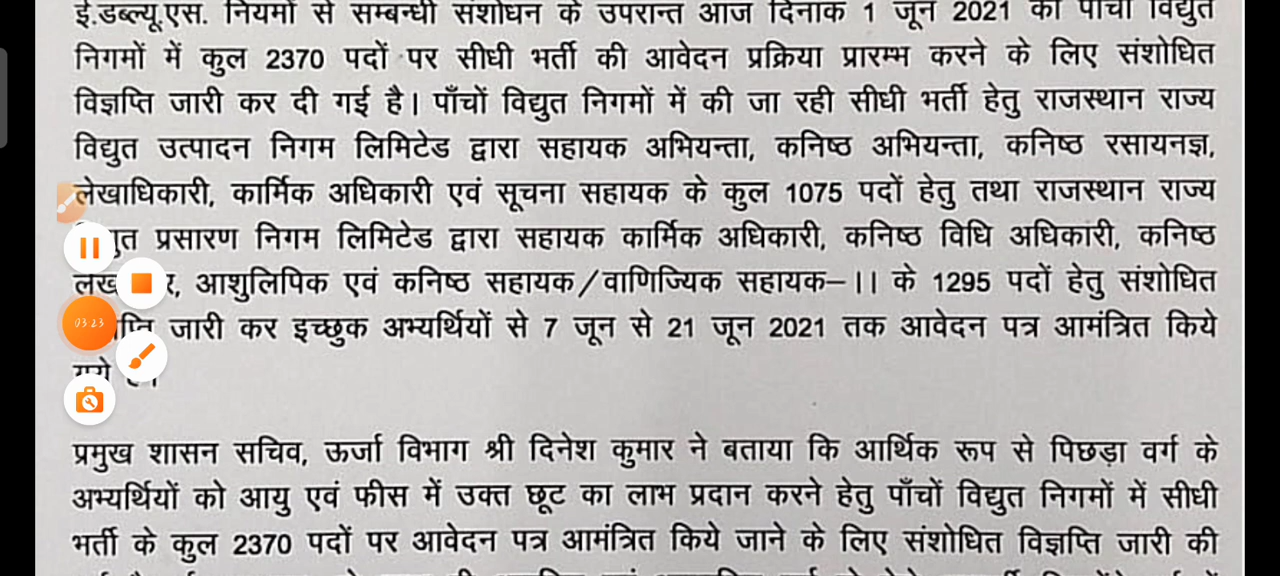 ई.डब्ल्यू.एस. नियमों से सम्बन्धी संशोधन के उपरान्त आज दिनांक 1 जून 2021 को पांचों विद्युत
निगमों में कुल 2370 पदों पर सीधी भर्ती की आवेदन प्रक्रिया प्रारम्भ करने के लिए संशोधित
विज्ञप्ति जारी कर दी गई है। पाँचों विद्युत निगमों में की जा रही सीधी भर्ती हेतु राजस्थान राज्य
विद्युत उत्पादन निगम लिमिटेड द्वारा सहायक अभियन्ता, कनिष्ठ अभियन्ता, कनिष्ठ रसायनज्ञ,
लेखाधिकारी, कार्मिक अधिकारी एवं सूचना सहायक के कुल 1075 पदों हेतु तथा राजस्थान राज्य
प्रसारण निगम लिमिटेड द्वारा सहायक कार्मिक अधिकारी, कनिष्ठ विधि अधिकारी, कनिष्ठ
आशुलिपिक एवं कनिष्ठ सहायक/वाणिज्यिक सहायक–II के 1295 पदों हेतु संशोधित
03:23
जारी कर इच्छुक अभ्यर्थियों से 7 जून से 21 जून 2021 तक आवेदन पत्र आमंत्रित किये
गये है।
प्रमुख शासन सचिव, ऊर्जा विभाग श्री दिनेश कुमार ने बताया कि आर्थिक रूप से पिछड़ा वर्ग के
अभ्यर्थियों को आयु एवं फीस में उक्त छूट का लाभ प्रदान करने हेतु पाँचों विद्युत निगमों में सीधी
भर्ती के कुल 2370 पदों पर आवेदन पत्र आमंत्रित किये जाने के लिए संशोधित विज्ञप्ति जारी की